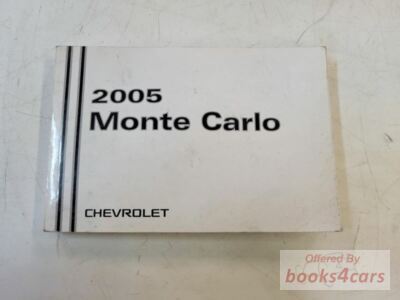 2005
Monte Carlo
CHEVROLET
Offered By
books4cars